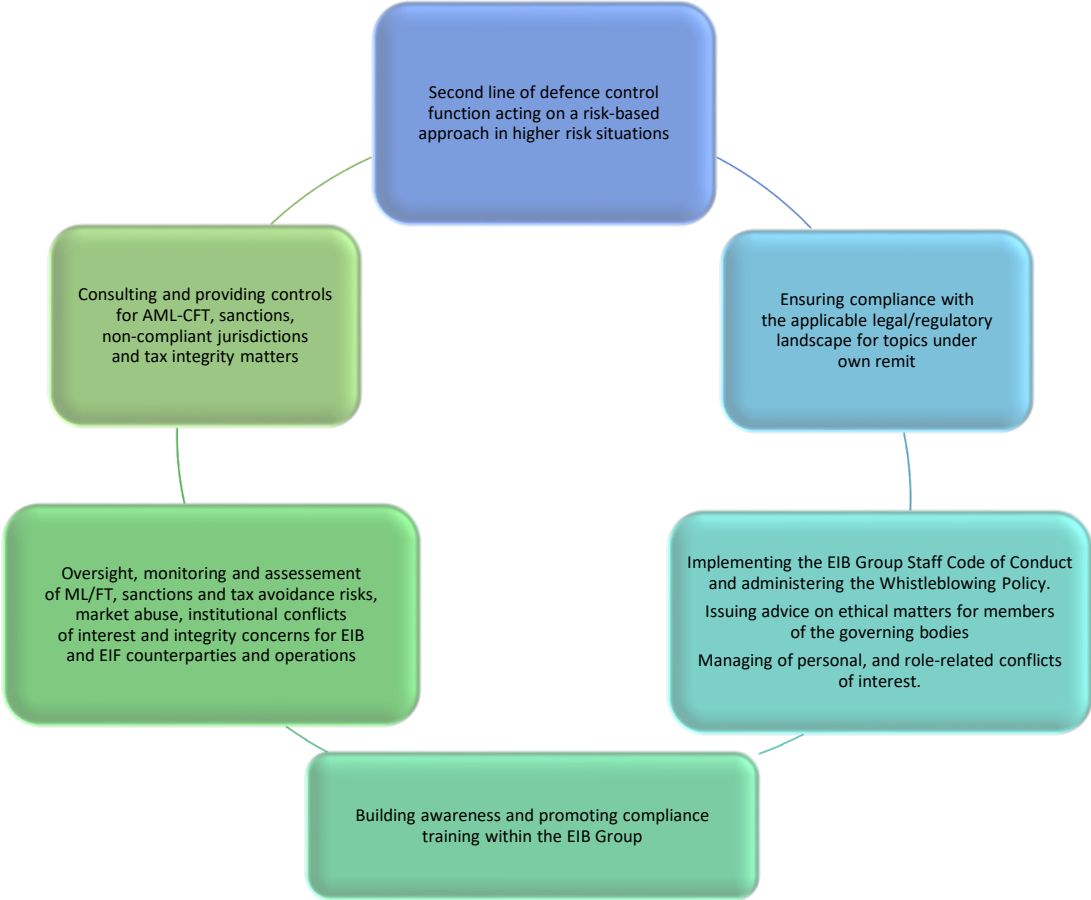 Second line of defence control
function acting on a risk-based
approach in higher risk situations
Ensuring compliance with
the applicable legal/regulatory
landscape for topics under
own remit
Implementing the EIB Group Staff Code of Conduct
and administering the Whistleblowing Policy.
Issuing advice on ethical matters for members
of the governing bodies
Managing of personal, and role-related conflicts
of interest.
Building awareness and promoting compliance
training within the EIB Group
Oversight, monitoring and assessement
of ML/FT, sanctions and tax avoidance risks,
market abuse, institutional conflicts
of interest and integrity concerns for EIB
and EIF counterparties and operations
Consulting and providing controls
for AML-CFT, sanctions,
non-compliant jurisdictions
and tax integrity matters